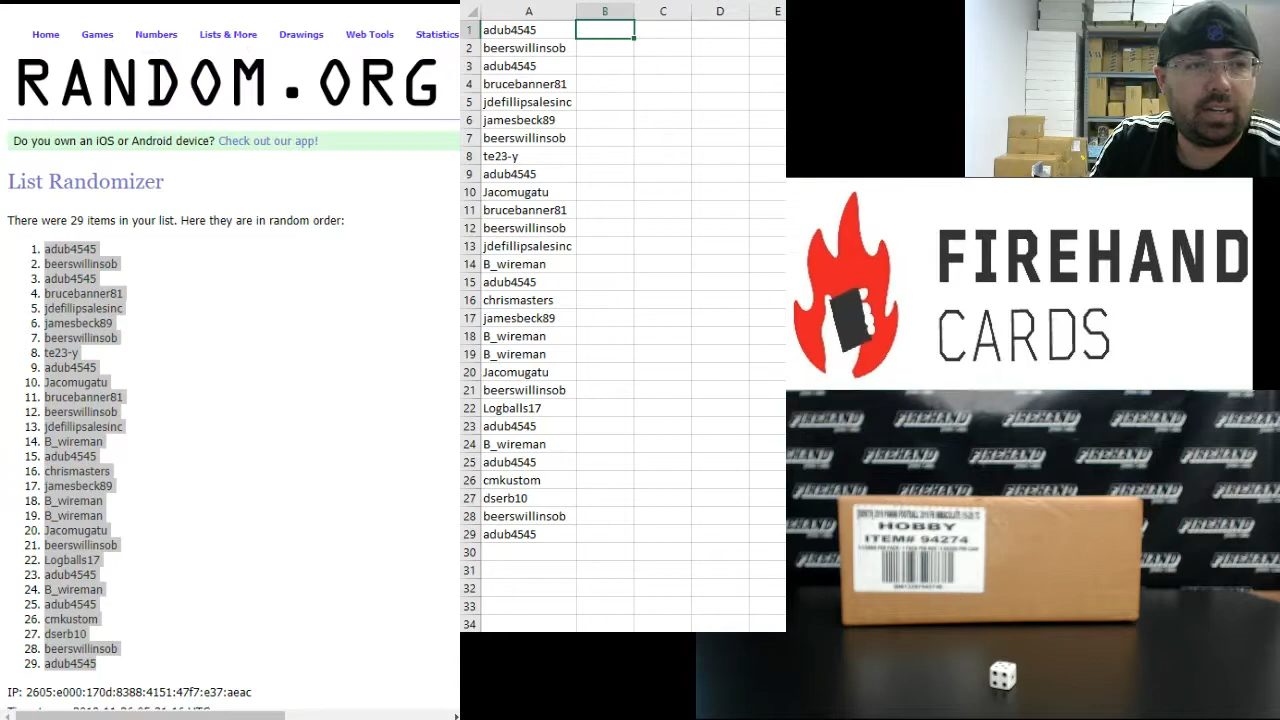 Home Games Numbers Lists & More Drawings Web Tools Statistics
RANDOM.ORG
Do you own an iOS or Android device? Check out our app!
List Randomizer
There were 29 items in your list. Here they are in random order:
1. adub4545
2. beerswillinsob
3. adub4545
4. brucebanner81
5. jdefillipsalesinc
6. jamesbeck89
7. beerswillinsob
8. te23-y
9. adub4545
10. Jacomugatu
11. brucebanner81
12. beerswillinsob
13. jdefillipsalesinc
14. B_wireman
15. adub4545
16. chrismasters
17. jamesbeck89
18. B_wireman
19. B_wireman
20. Jacomugatu
21. beerswillinsob
22. Logballs17
23. adub4545
24. B_wireman
25. adub4545
26. cmkustom
27. dserb10
28. beerswillinsob
29. adub4545
IP: 2605:e000:170d:8388:4151:47f7:e37:aeac
A B C D E
1 adub4545
2 beerswillinsob
3 adub4545
4 brucebanner81
5 jdefillipsalesinc
6 jamesbeck89
7 beerswillinsob
8 te23-y
9 adub4545
10 Jacomugatu
11 brucebanner81
12 beerswillinsob
13 jdefillipsalesinc
14 B_wireman
15 adub4545
16 chrismasters
17 jamesbeck89
18 B_wireman
19 B_wireman
20 Jacomugatu
21 beerswillinsob
22 Logballs17
23 adub4545
24 B_wireman
25 adub4545
26 cmkustom
27 dserb10
28 beerswillinsob
29 adub4545
30
31
32
33
34
FIREHAND
CARDS
FIREHAND FIREHAND FIREHAND
HOBBY
ITEM# 94274